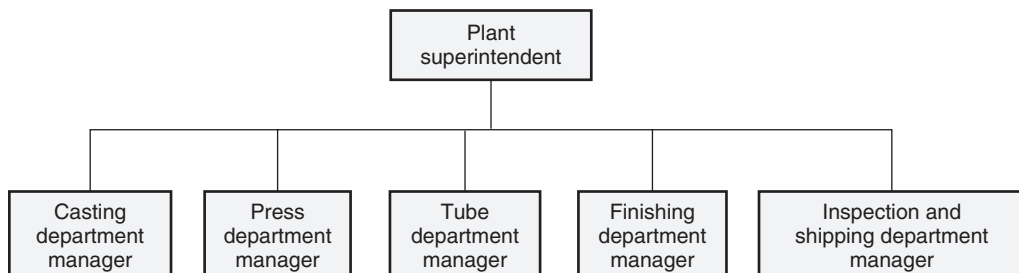 Plant
superintendent
Casting
department
manager
Press
department
manager
Tube
department
manager
Finishing
department
manager
Inspection and
shipping department
manager